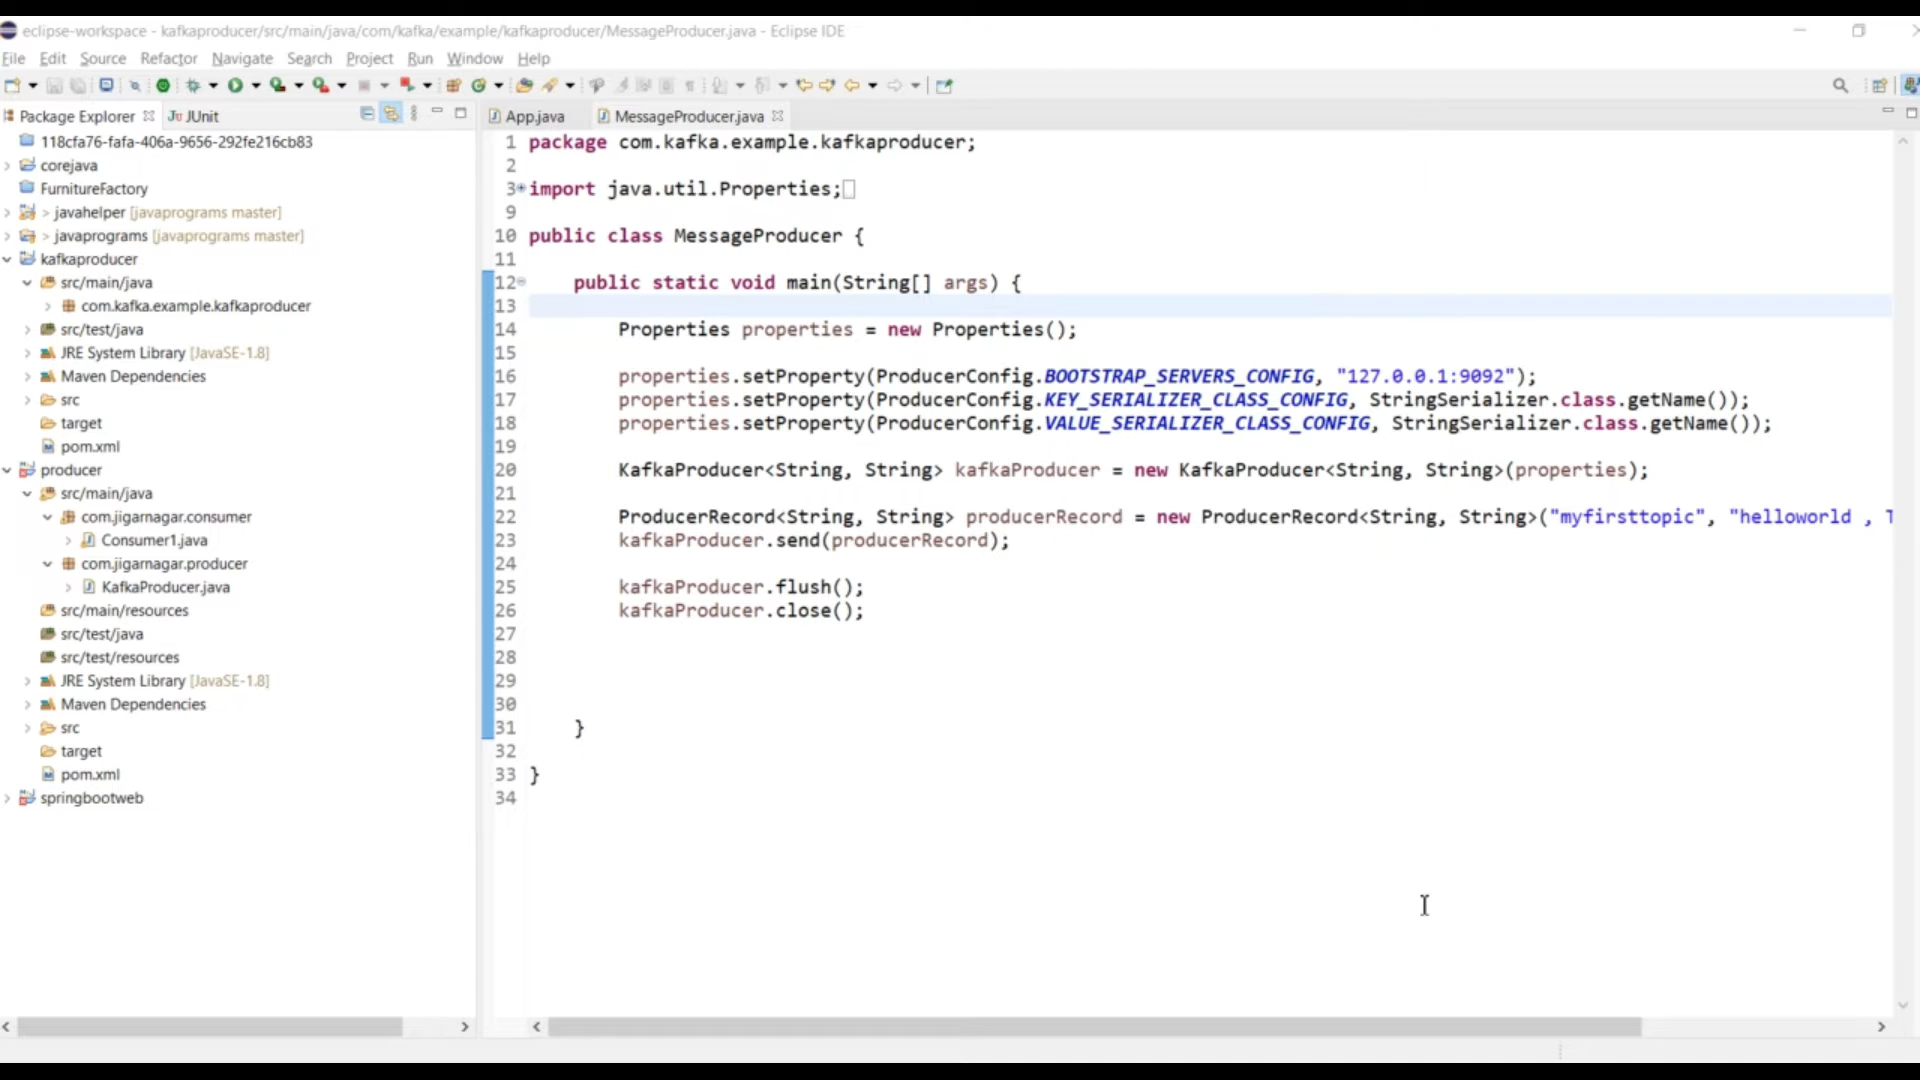 eclipse-workspace - kafkaproducer/src/main/java/com/kafka/example/kafkaproducer/MessageProducer.java - Eclipse IDE
File Edit Source Refactor Navigate Search Project Run Window Help
Package Explorer
JUnit
118cfa76-fafa-406a-9656-292fe216cb83
corejava
FurnitureFactory
> javahelper [javaprograms master]
> javaprograms [javaprograms master]
kafkaproducer
src/main/java
com.kafka.example.kafkaproducer
src/test/java
JRE System Library [JavaSE-1.8]
Maven Dependencies
src
target
pom.xml
producer
src/main/java
com.jigarnagar.consumer
Consumer1.java
com.jigarnagar.producer
KafkaProducer.java
src/main/resources
src/test/java
src/test/resources
JRE System Library [JavaSE-1.8]
Maven Dependencies
src
target
pom.xml
springbootweb
App.java
MessageProducer.java
1 package com.kafka.example.kafkaproducer;
2
3 import java.util.Properties;
9
10 public class MessageProducer {
11
12 public static void main(String[] args) {
13
14 Properties properties = new Properties();
15
16 properties.setProperty(ProducerConfig.BOOTSTRAP_SERVERS_CONFIG, "127.0.0.1:9092");
17 properties.setProperty(ProducerConfig.KEY_SERIALIZER_CLASS_CONFIG, StringSerializer.class.getName());
18 properties.setProperty(ProducerConfig.VALUE_SERIALIZER_CLASS_CONFIG, StringSerializer.class.getName());
19
20 KafkaProducer<String, String> kafkaProducer = new KafkaProducer<String, String>(properties);
21
22 ProducerRecord<String, String> producerRecord = new ProducerRecord<String, String>("myfirsttopic", "helloworld ,
23 kafkaProducer.send(producerRecord);
24
25 kafkaProducer.flush();
26 kafkaProducer.close();
27
28
29
30
31 }
32
33 }
34